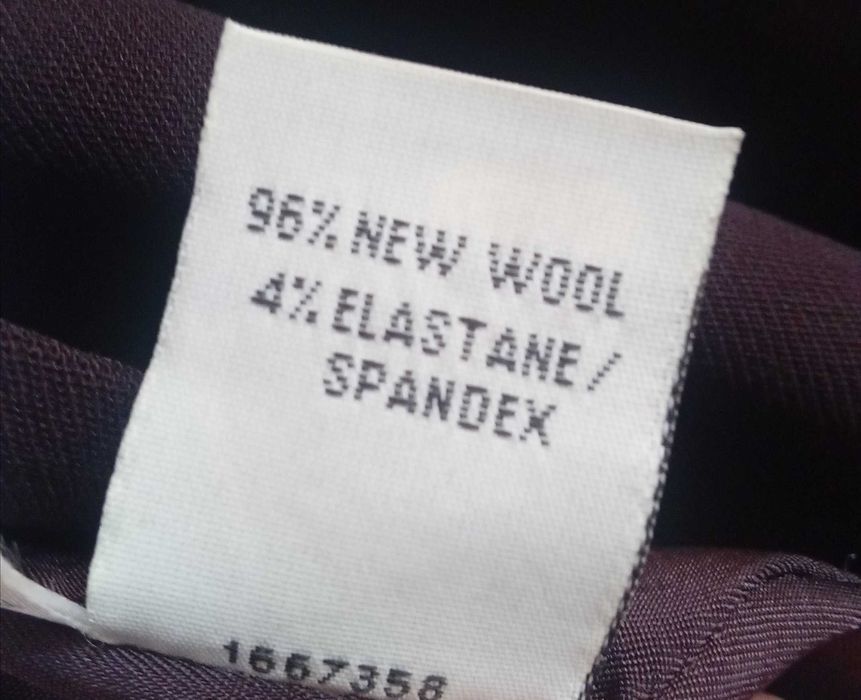 96% NEW WOOL
4% ELASTANE/
SPANDEX
1667358